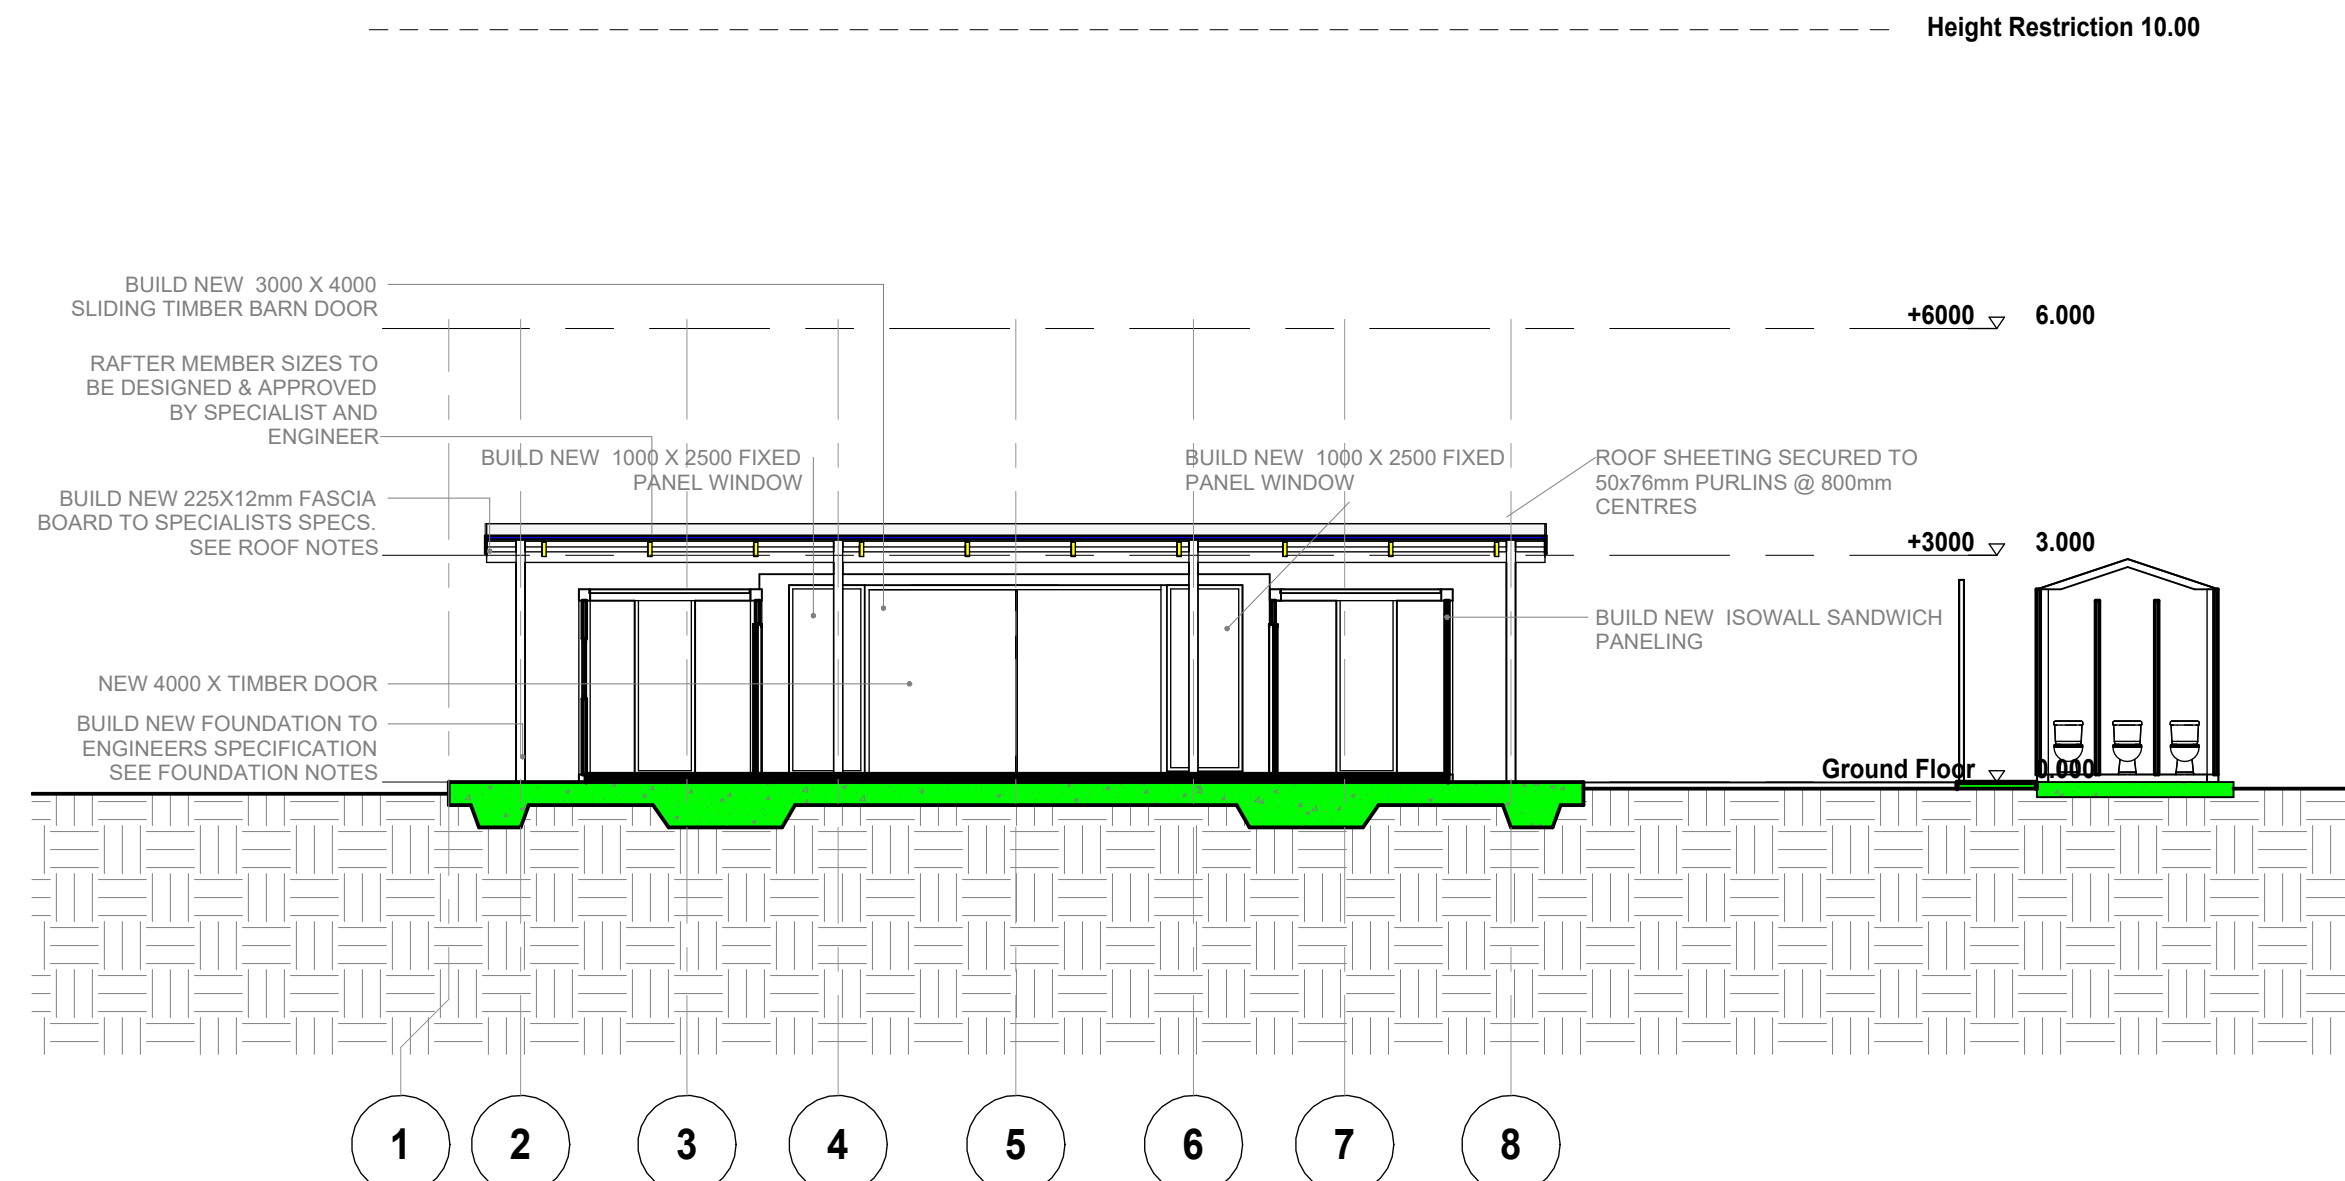 Height Restriction 10.00
BUILD NEW 3000 X 4000
SLIDING TIMBER BARN DOOR
+6000 6.000
RAFTER MEMBER SIZES TO
BE DESIGNED & APPROVED
BY SPECIALIST AND
ENGINEER
BUILD NEW 1000 X 2500 FIXED
PANEL WINDOW
BUILD NEW 1000 X 2500 FIXED
PANEL WINDOW
ROOF SHEETING SECURED TO
50x76mm PURLINS @ 800mm
CENTRES
BUILD NEW 225X12mm FASCIA
BOARD TO SPECIALISTS SPECS.
SEE ROOF NOTES
+3000 3.000
BUILD NEW ISOWALL SANDWICH
PANELING
NEW 4000 X TIMBER DOOR
BUILD NEW FOUNDATION TO
ENGINEERS SPECIFICATION
SEE FOUNDATION NOTES
Ground Floor 0.000
1 2 3 4 5 6 7 8